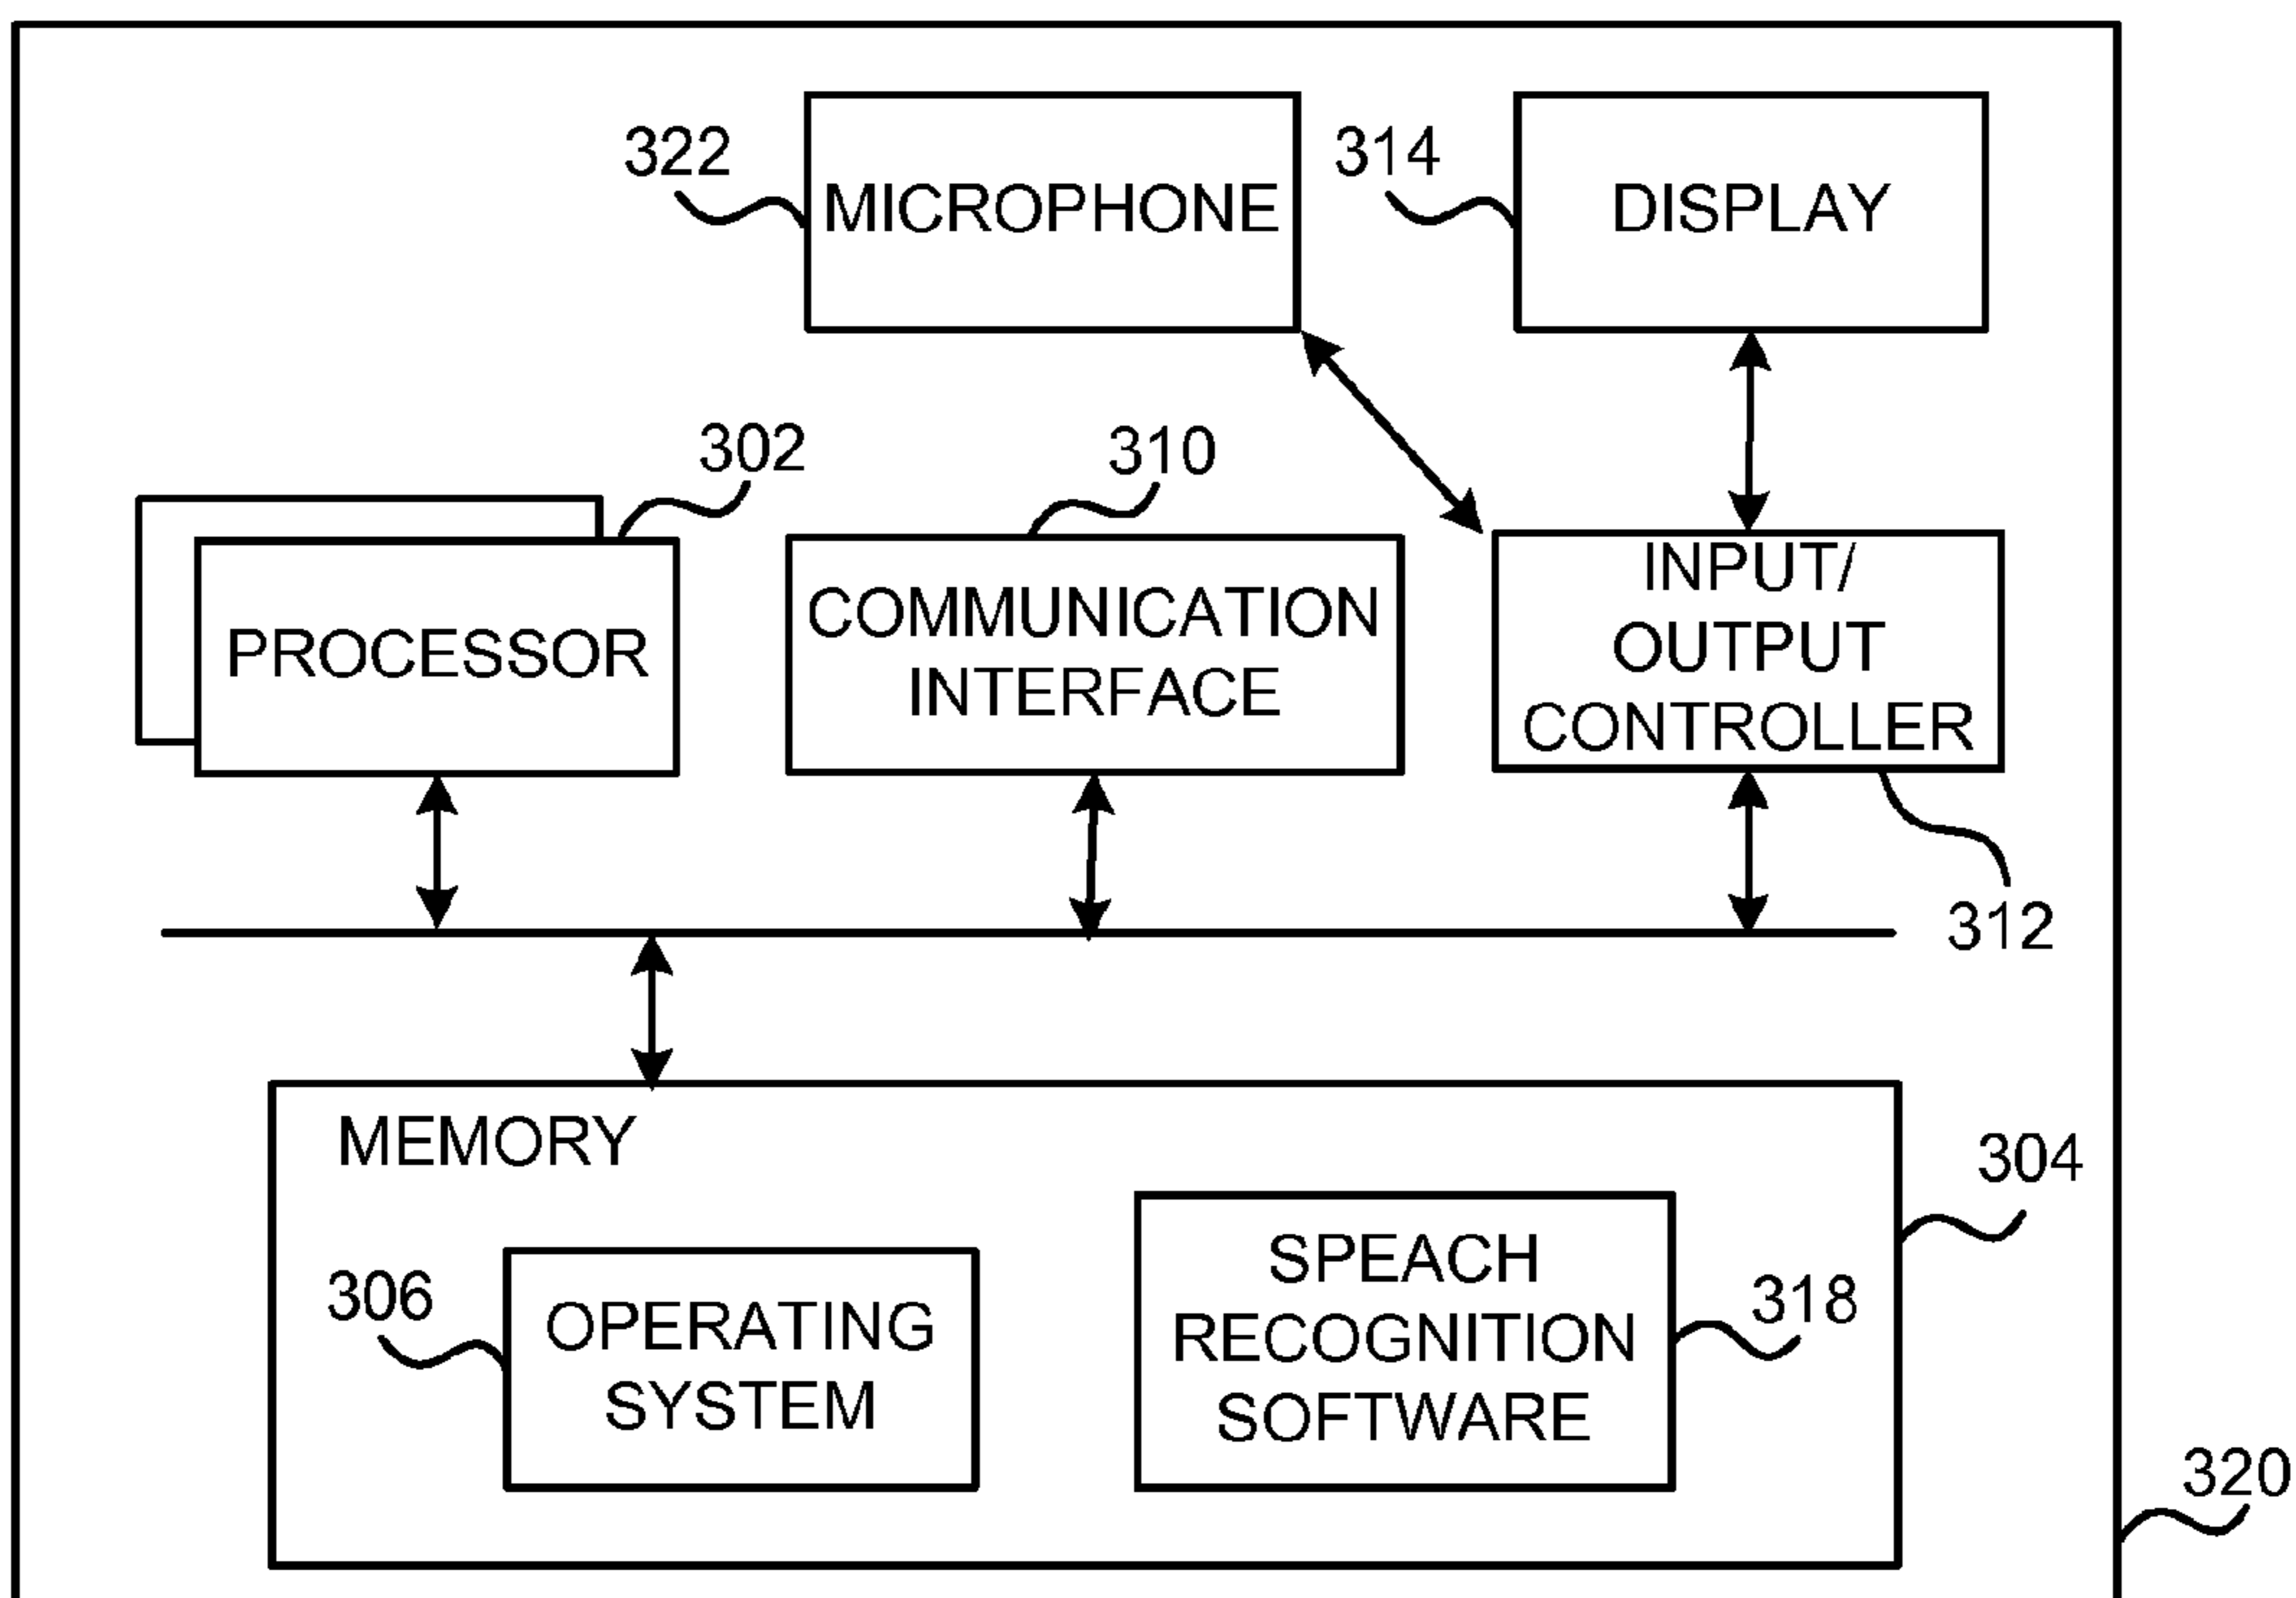 322
MICROPHONE
314
DISPLAY
302
PROCESSOR
310
COMMUNICATION
INTERFACE
INPUT/
OUTPUT
CONTROLLER
312
MEMORY
304
306
OPERATING
SYSTEM
SPEACH
RECOGNITION
SOFTWARE
318
320